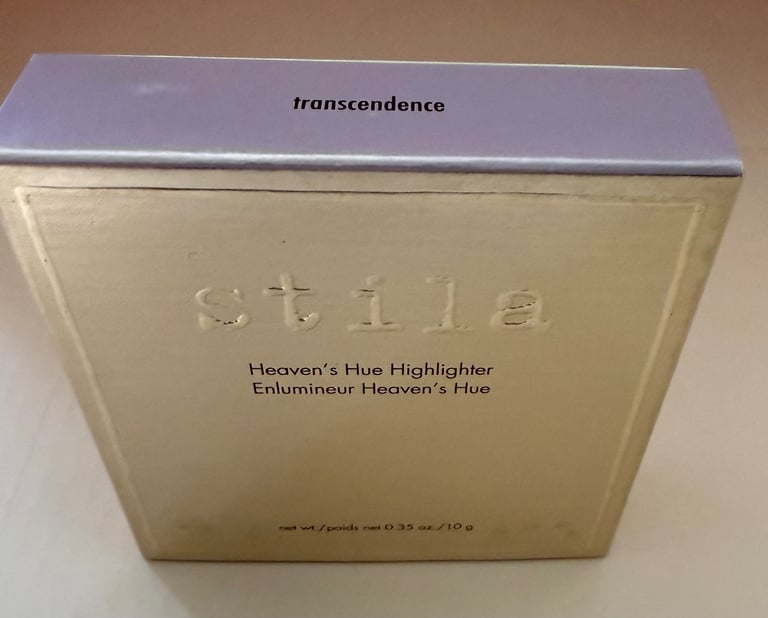 transcendence
stila
Heaven's Hue Highlighter
Enlumineur Heaven's Hue
net wt./poids net 0.35 oz./10 g